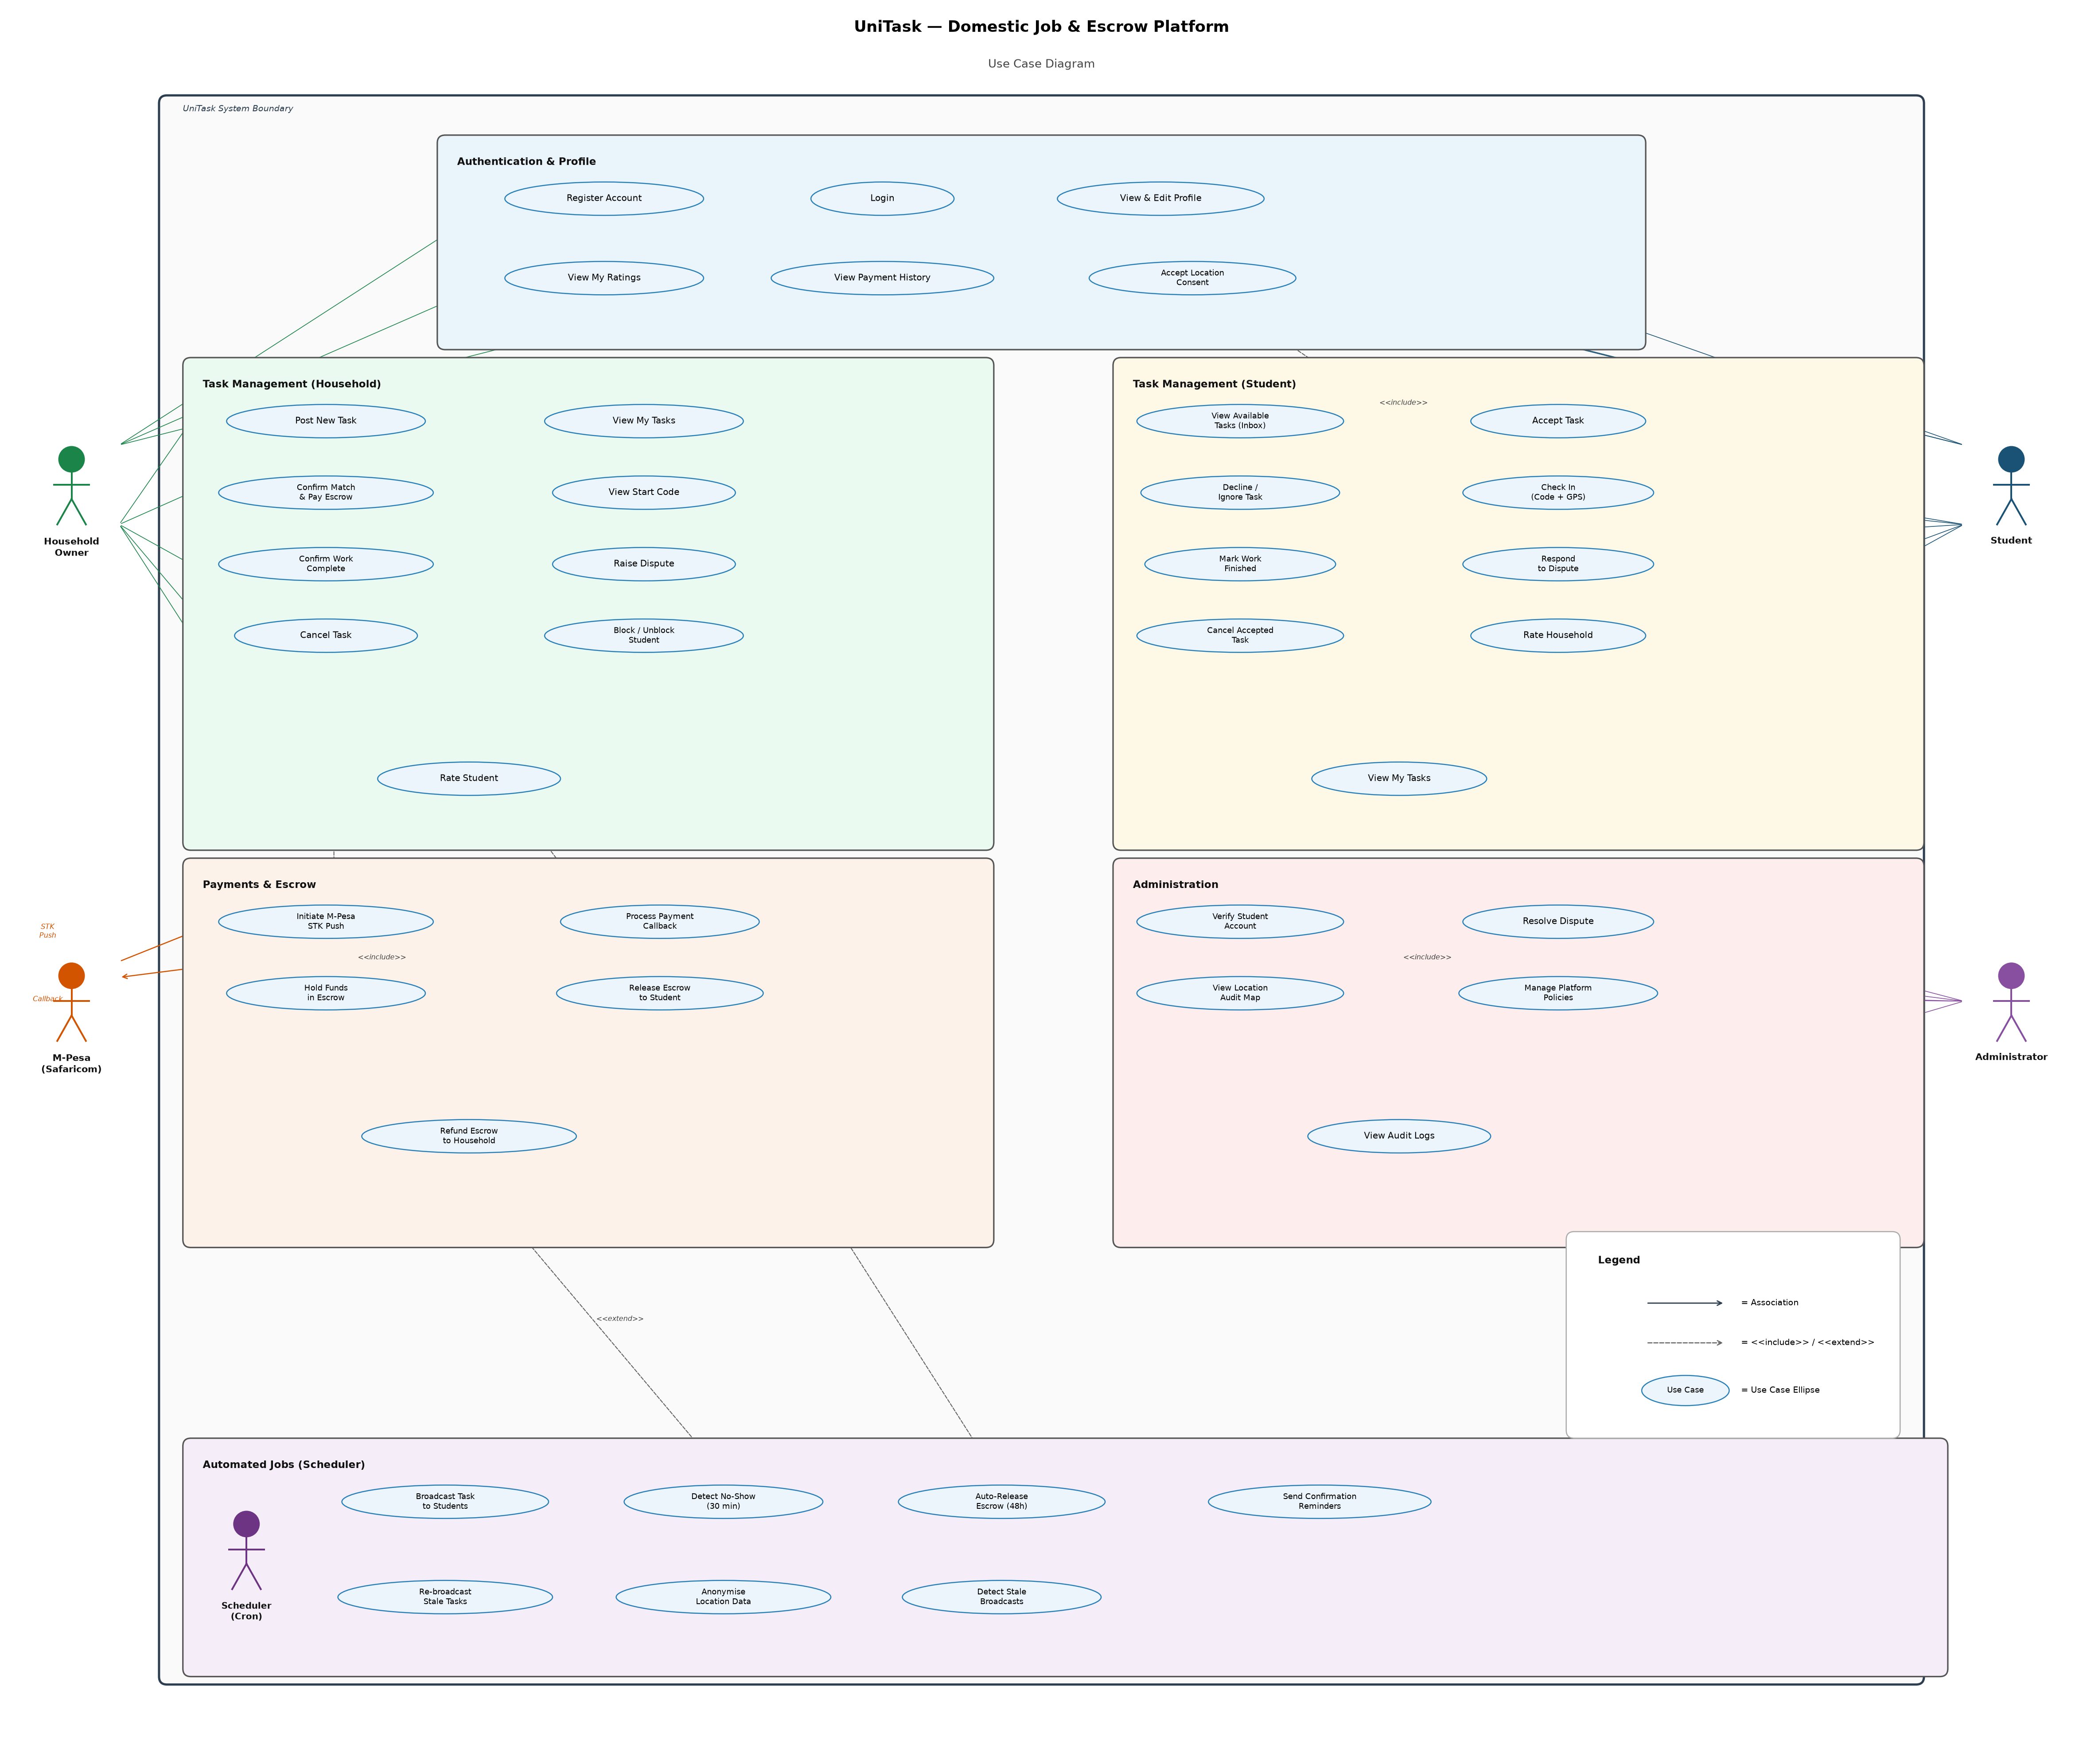 UniTask — Domestic Job & Escrow Platform
Use Case Diagram
UniTask System Boundary
Authentication & Profile
Register Account
Login
View & Edit Profile
View My Ratings
View Payment History
Accept Location
Consent
Task Management (Household)
Post New Task
View My Tasks
Confirm Match
& Pay Escrow
View Start Code
Confirm Work
Complete
Raise Dispute
Cancel Task
Block / Unblock
Student
Rate Student
Task Management (Student)
<<include>>
View Available
Tasks (Inbox)
Accept Task
Decline /
Ignore Task
Check In
(Code + GPS)
Mark Work
Finished
Respond
to Dispute
Cancel Accepted
Task
Rate Household
View My Tasks
Household
Owner
Student
Payments & Escrow
Initiate M-Pesa
STK Push
Process Payment
Callback
<<include>>
Hold Funds
in Escrow
Release Escrow
to Student
Refund Escrow
to Household
Administration
Verify Student
Account
Resolve Dispute
<<include>>
View Location
Audit Map
Manage Platform
Policies
View Audit Logs
STK
Push
Callback
M-Pesa
(Safaricom)
Administrator
<<extend>>
Legend
= Association
= <<include>> / <<extend>>
Use Case
= Use Case Ellipse
Automated Jobs (Scheduler)
Broadcast Task
to Students
Detect No-Show
(30 min)
Auto-Release
Escrow (48h)
Send Confirmation
Reminders
Re-broadcast
Stale Tasks
Anonymise
Location Data
Detect Stale
Broadcasts
Scheduler
(Cron)